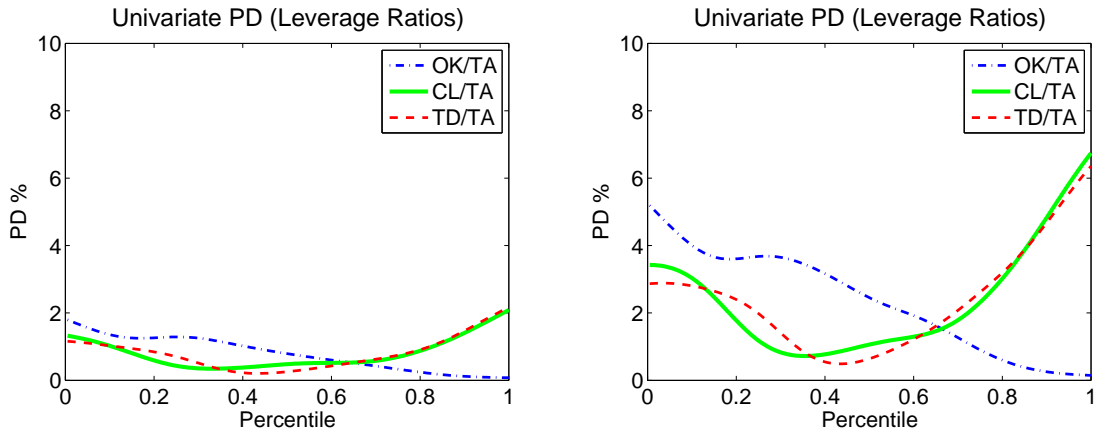 Univariate PD (Leverage Ratios)
10
8
6
4
2
0
PD %
OK/TA
CL/TA
TD/TA
0 0.2 0.4 0.6 0.8 1
Percentile
Univariate PD (Leverage Ratios)
10
8
6
4
2
0
PD %
OK/TA
CL/TA
TD/TA
0 0.2 0.4 0.6 0.8 1
Percentile